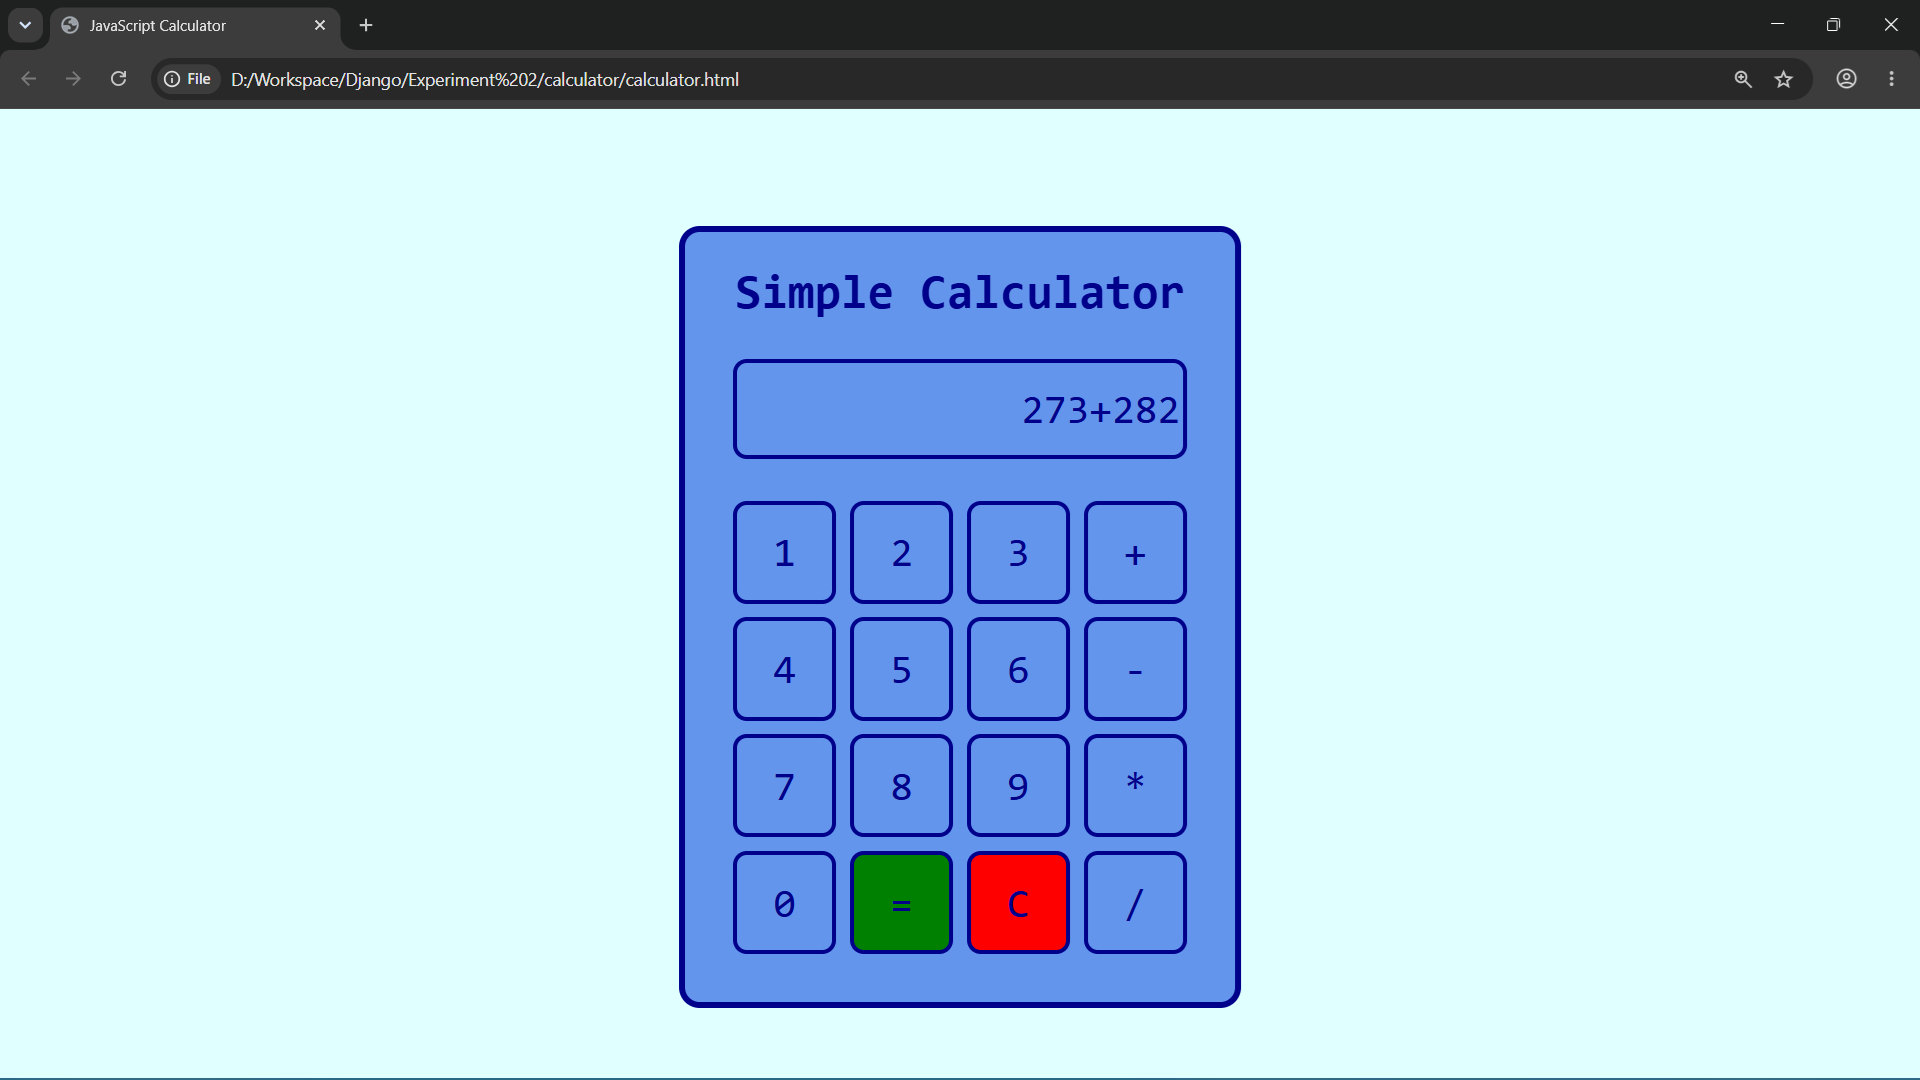 JavaScript Calculator
File D:/Workspace/Django/Experiment%202/calculator/calculator.html
Simple Calculator
273+282
1 2 3 +
4 5 6 -
7 8 9 *
0 = C /